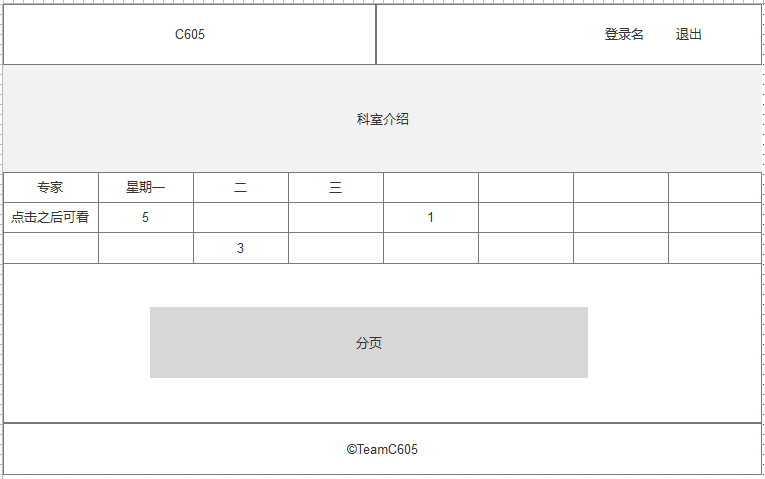 C605
登录名 退出
科室介绍
专家 星期一 二 三
点击之后可看 5 1
3
分页
©TeamC605